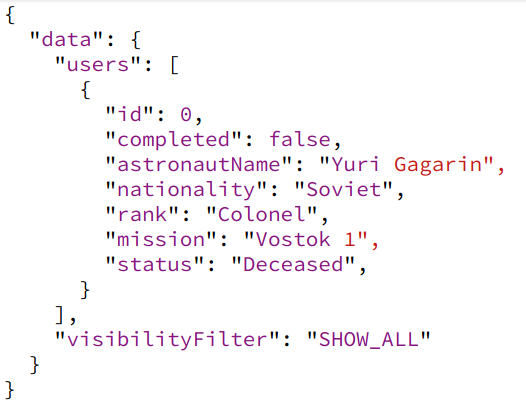 {
  "data": {
    "users": [
      {
        "id": 0,
        "completed": false,
        "astronautName": "Yuri Gagarin",
        "nationality": "Soviet",
        "rank": "Colonel",
        "mission": "Vostok 1",
        "status": "Deceased",
      }
    ],
    "visibilityFilter": "SHOW_ALL"
  }
}